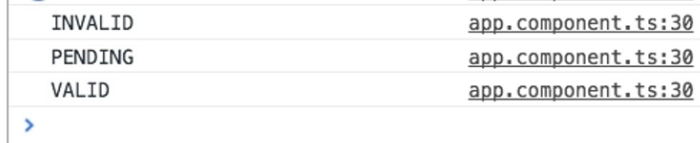 INVALID app.component.ts:30
PENDING app.component.ts:30
VALID app.component.ts:30
>